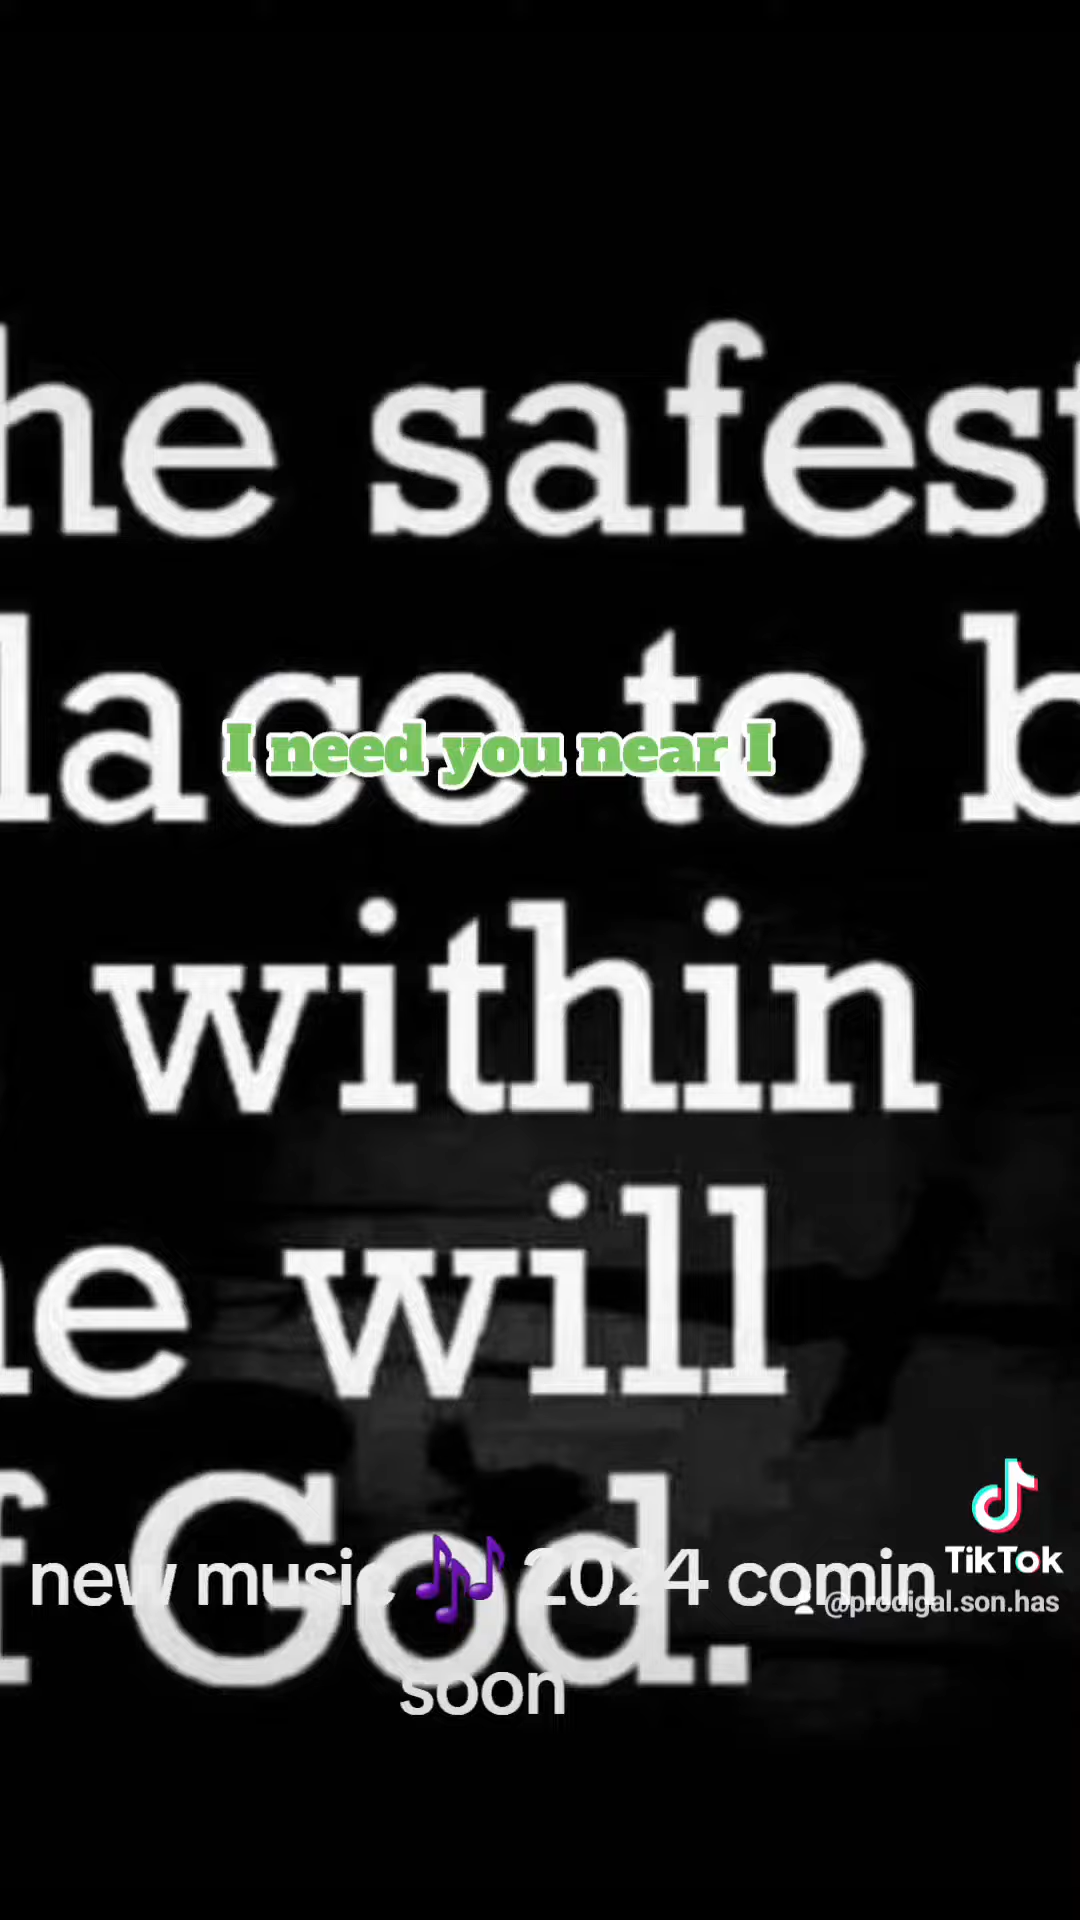 he safest
lace to b
I need you near I
within
he will
f God.
new music 🎶 2024 comin
soon
TikTok
@prodigal.son.has